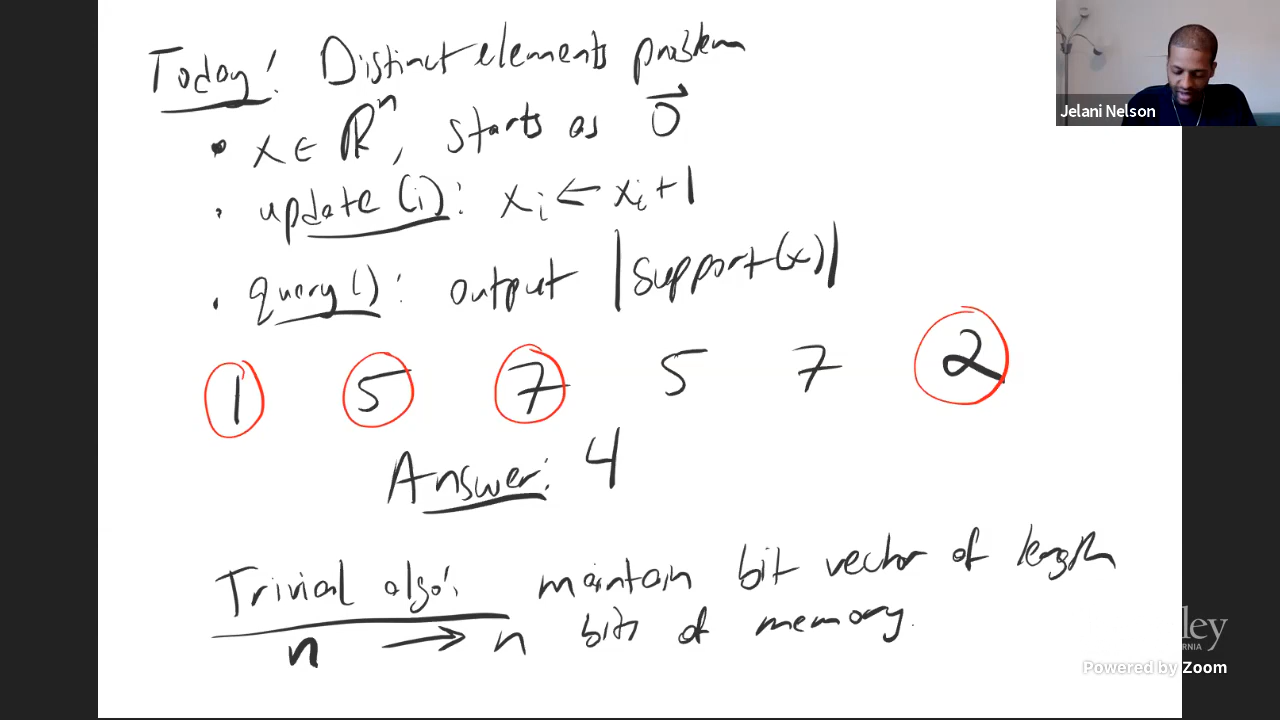 Today! Distinct elements problem
• x ∈ ℝⁿ, starts as 0⃗
• update(i): xᵢ ← xᵢ + 1
• query(): output |support(x)|
1 5 7 5 7 2
Answer: 4
Trivial algo: maintain bit vector of length
n → n bits of memory.
Jelani Nelson
Powered by Zoom